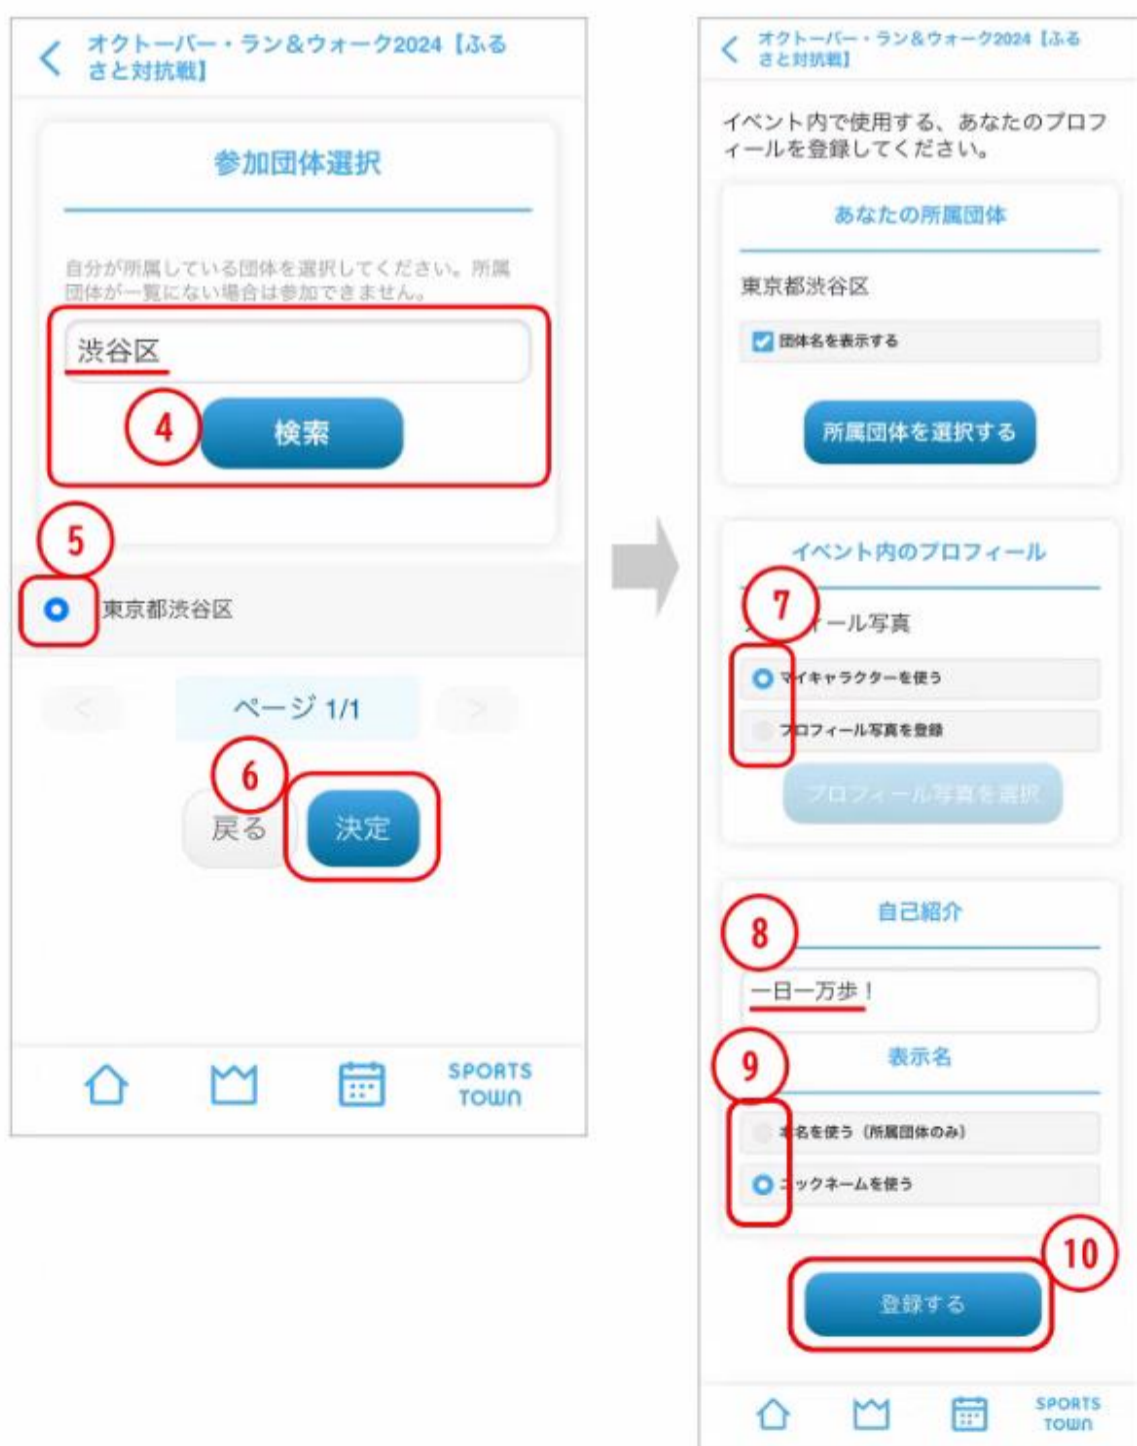 オクトーバー・ラン＆ウォーク2024【ふる
さと対抗戦】
参加団体選択
自分が所属している団体を選択してください。所属
団体が一覧にない場合は参加できません。
渋谷区
4
検索
5
東京都渋谷区
<
ページ 1/1
>
6
戻る
決定
SPORTS
TOWN
オクトーバー・ラン＆ウォーク2024【ふる
さと対抗戦】
イベント内で使用する、あなたのプロフ
ィールを登録してください。
あなたの所属団体
東京都渋谷区
団体名を表示する
所属団体を選択する
イベント内のプロフィール
7
ィール写真
マイキャラクターを使う
プロフィール写真を登録
プロフィール写真を選択
自己紹介
8
一日一万歩！
表示名
9
本名を使う（所属団体のみ）
ニックネームを使う
10
登録する
SPORTS
TOWN